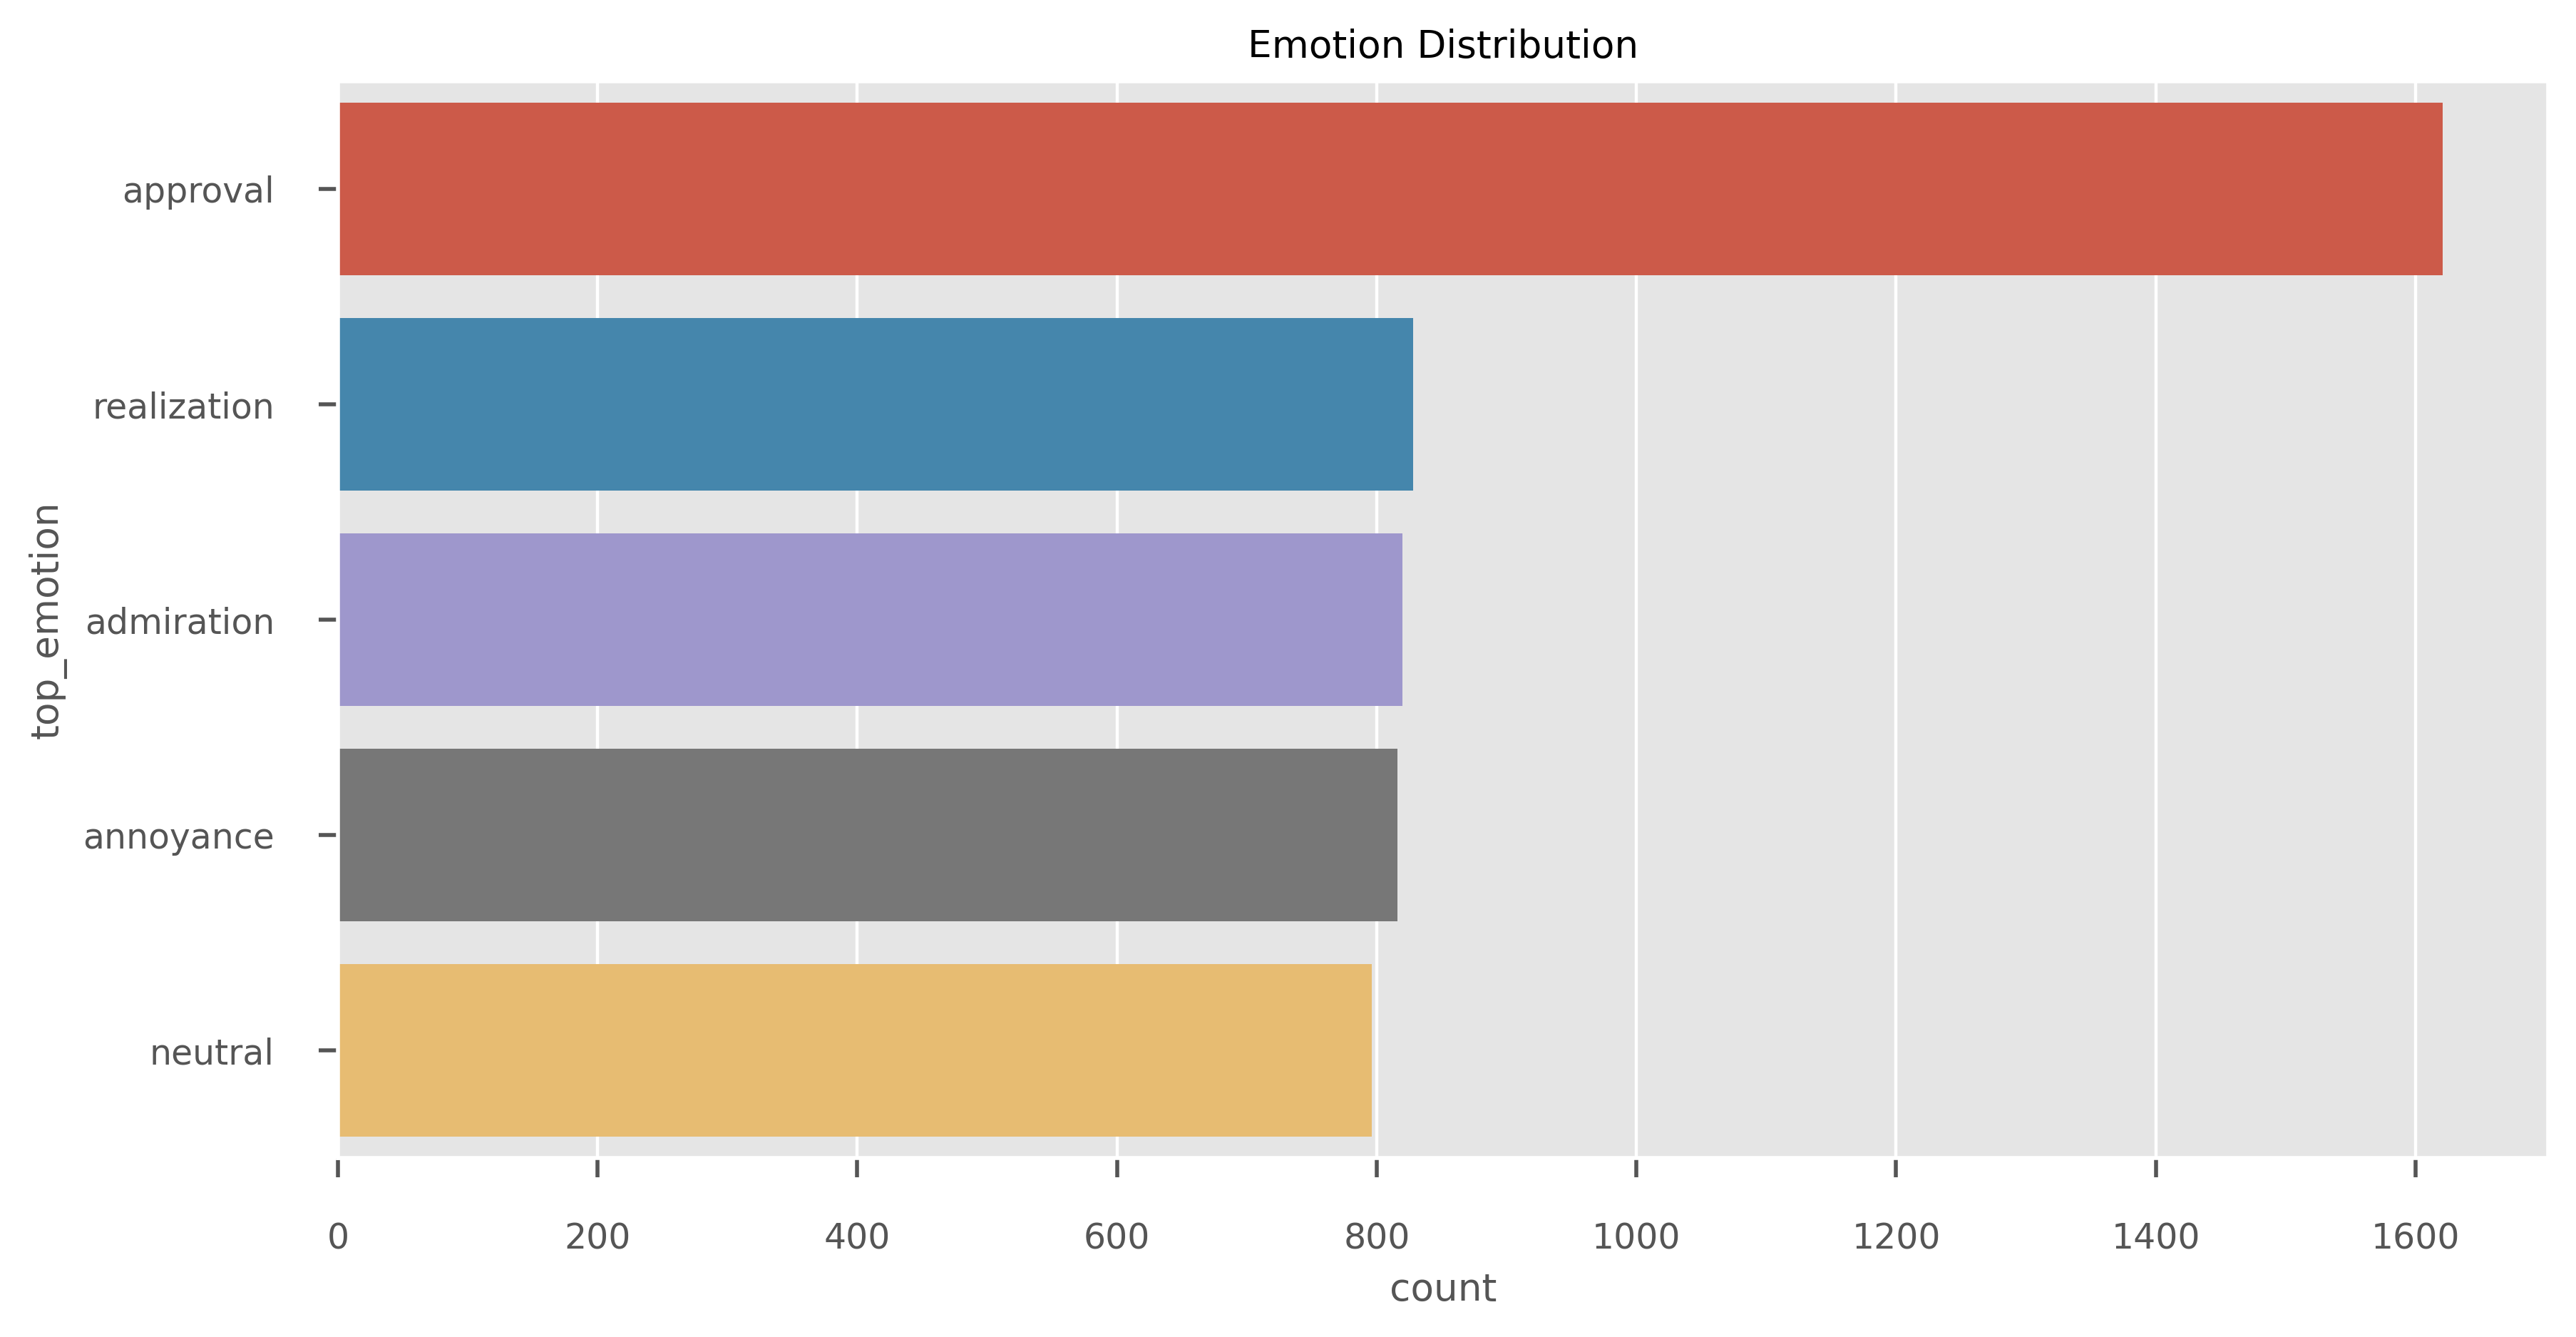 Emotion Distribution
approval
realization
admiration
annoyance
neutral
top_emotion
0 200 400 600 800 1000 1200 1400 1600
count